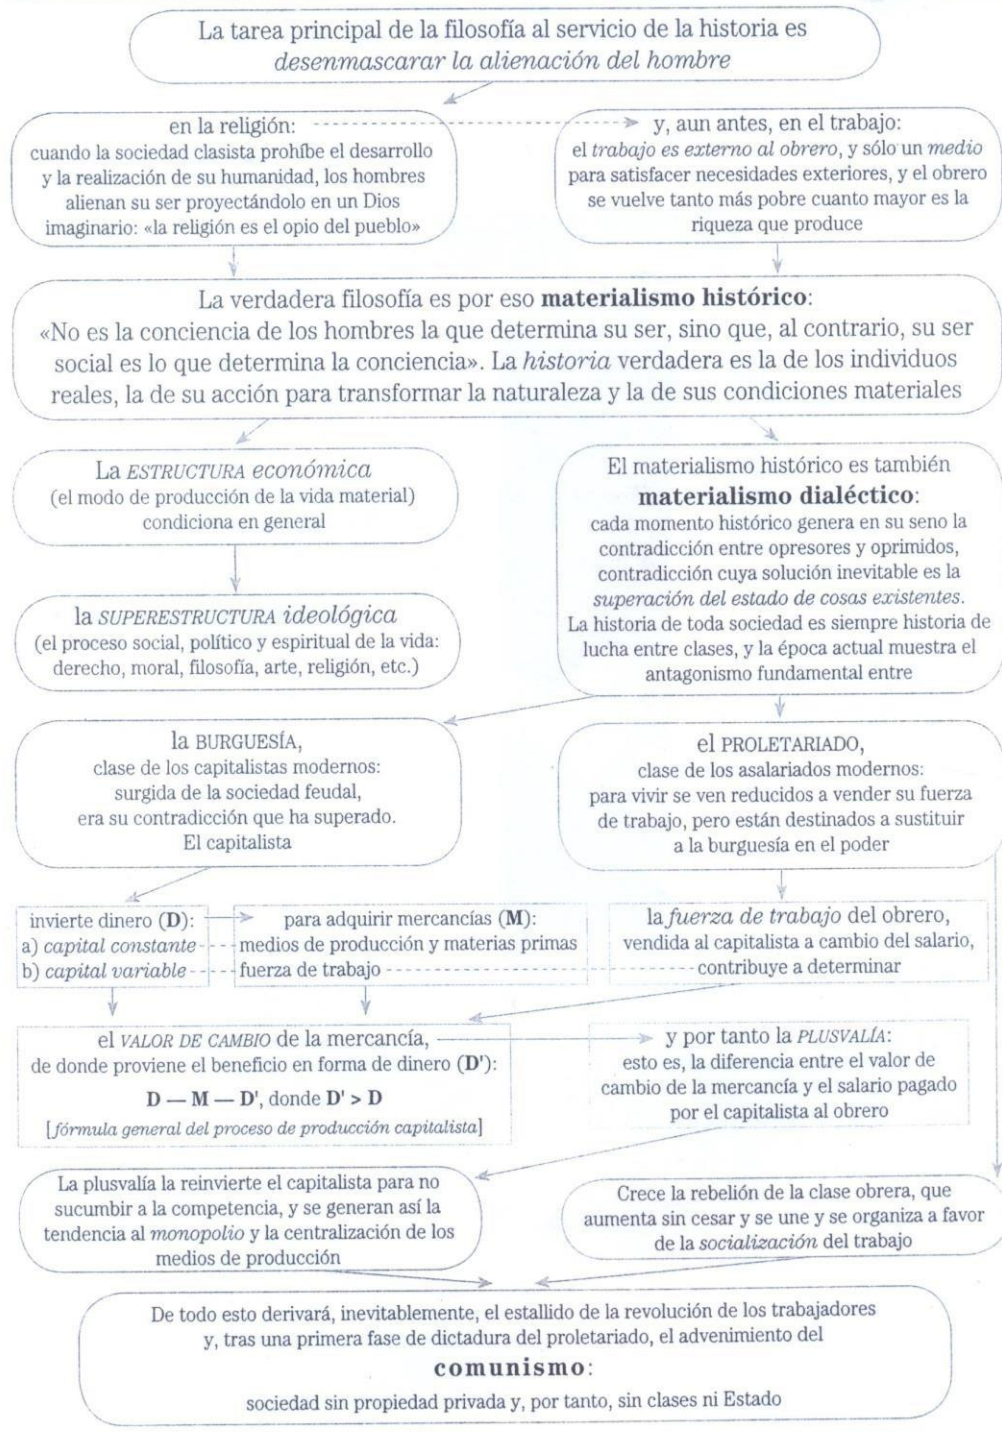 La tarea principal de la filosofía al servicio de la historia es
desenmascarar la alienación del hombre
en la religión:
cuando la sociedad clasista prohíbe el desarrollo
y la realización de su humanidad, los hombres
alienan su ser proyectándolo en un Dios
imaginario: «la religión es el opio del pueblo»
y, aun antes, en el trabajo:
el trabajo es externo al obrero, y sólo un medio
para satisfacer necesidades exteriores, y el obrero
se vuelve tanto más pobre cuanto mayor es la
riqueza que produce
La verdadera filosofía es por eso materialismo histórico:
«No es la conciencia de los hombres la que determina su ser, sino que, al contrario, su ser
social es lo que determina la conciencia». La historia verdadera es la de los individuos
reales, la de su acción para transformar la naturaleza y la de sus condiciones materiales
La ESTRUCTURA económica
(el modo de producción de la vida material)
condiciona en general
la SUPERESTRUCTURA ideológica
(el proceso social, político y espiritual de la vida:
derecho, moral, filosofía, arte, religión, etc.)
El materialismo histórico es también
materialismo dialéctico:
cada momento histórico genera en su seno la
contradicción entre opresores y oprimidos,
contradicción cuya solución inevitable es la
superación del estado de cosas existentes.
La historia de toda sociedad es siempre historia de
lucha entre clases, y la época actual muestra el
antagonismo fundamental entre
la BURGUESÍA,
clase de los capitalistas modernos:
surgida de la sociedad feudal,
era su contradicción que ha superado.
El capitalista
el PROLETARIADO,
clase de los asalariados modernos:
para vivir se ven reducidos a vender su fuerza
de trabajo, pero están destinados a sustituir
a la burguesía en el poder
invierte dinero (D):
a) capital constante
b) capital variable
para adquirir mercancías (M):
medios de producción y materias primas
fuerza de trabajo
la fuerza de trabajo del obrero,
vendida al capitalista a cambio del salario,
contribuye a determinar
el VALOR DE CAMBIO de la mercancía,
de donde proviene el beneficio en forma de dinero (D'):
D — M — D', donde D' > D
[fórmula general del proceso de producción capitalista]
y por tanto la PLUSVALÍA:
esto es, la diferencia entre el valor de
cambio de la mercancía y el salario pagado
por el capitalista al obrero
La plusvalía la reinvierte el capitalista para no
sucumbir a la competencia, y se generan así la
tendencia al monopolio y la centralización de los
medios de producción
Crece la rebelión de la clase obrera, que
aumenta sin cesar y se une y se organiza a favor
de la socialización del trabajo
De todo esto derivará, inevitablemente, el estallido de la revolución de los trabajadores
y, tras una primera fase de dictadura del proletariado, el advenimiento del
comunismo:
sociedad sin propiedad privada y, por tanto, sin clases ni Estado